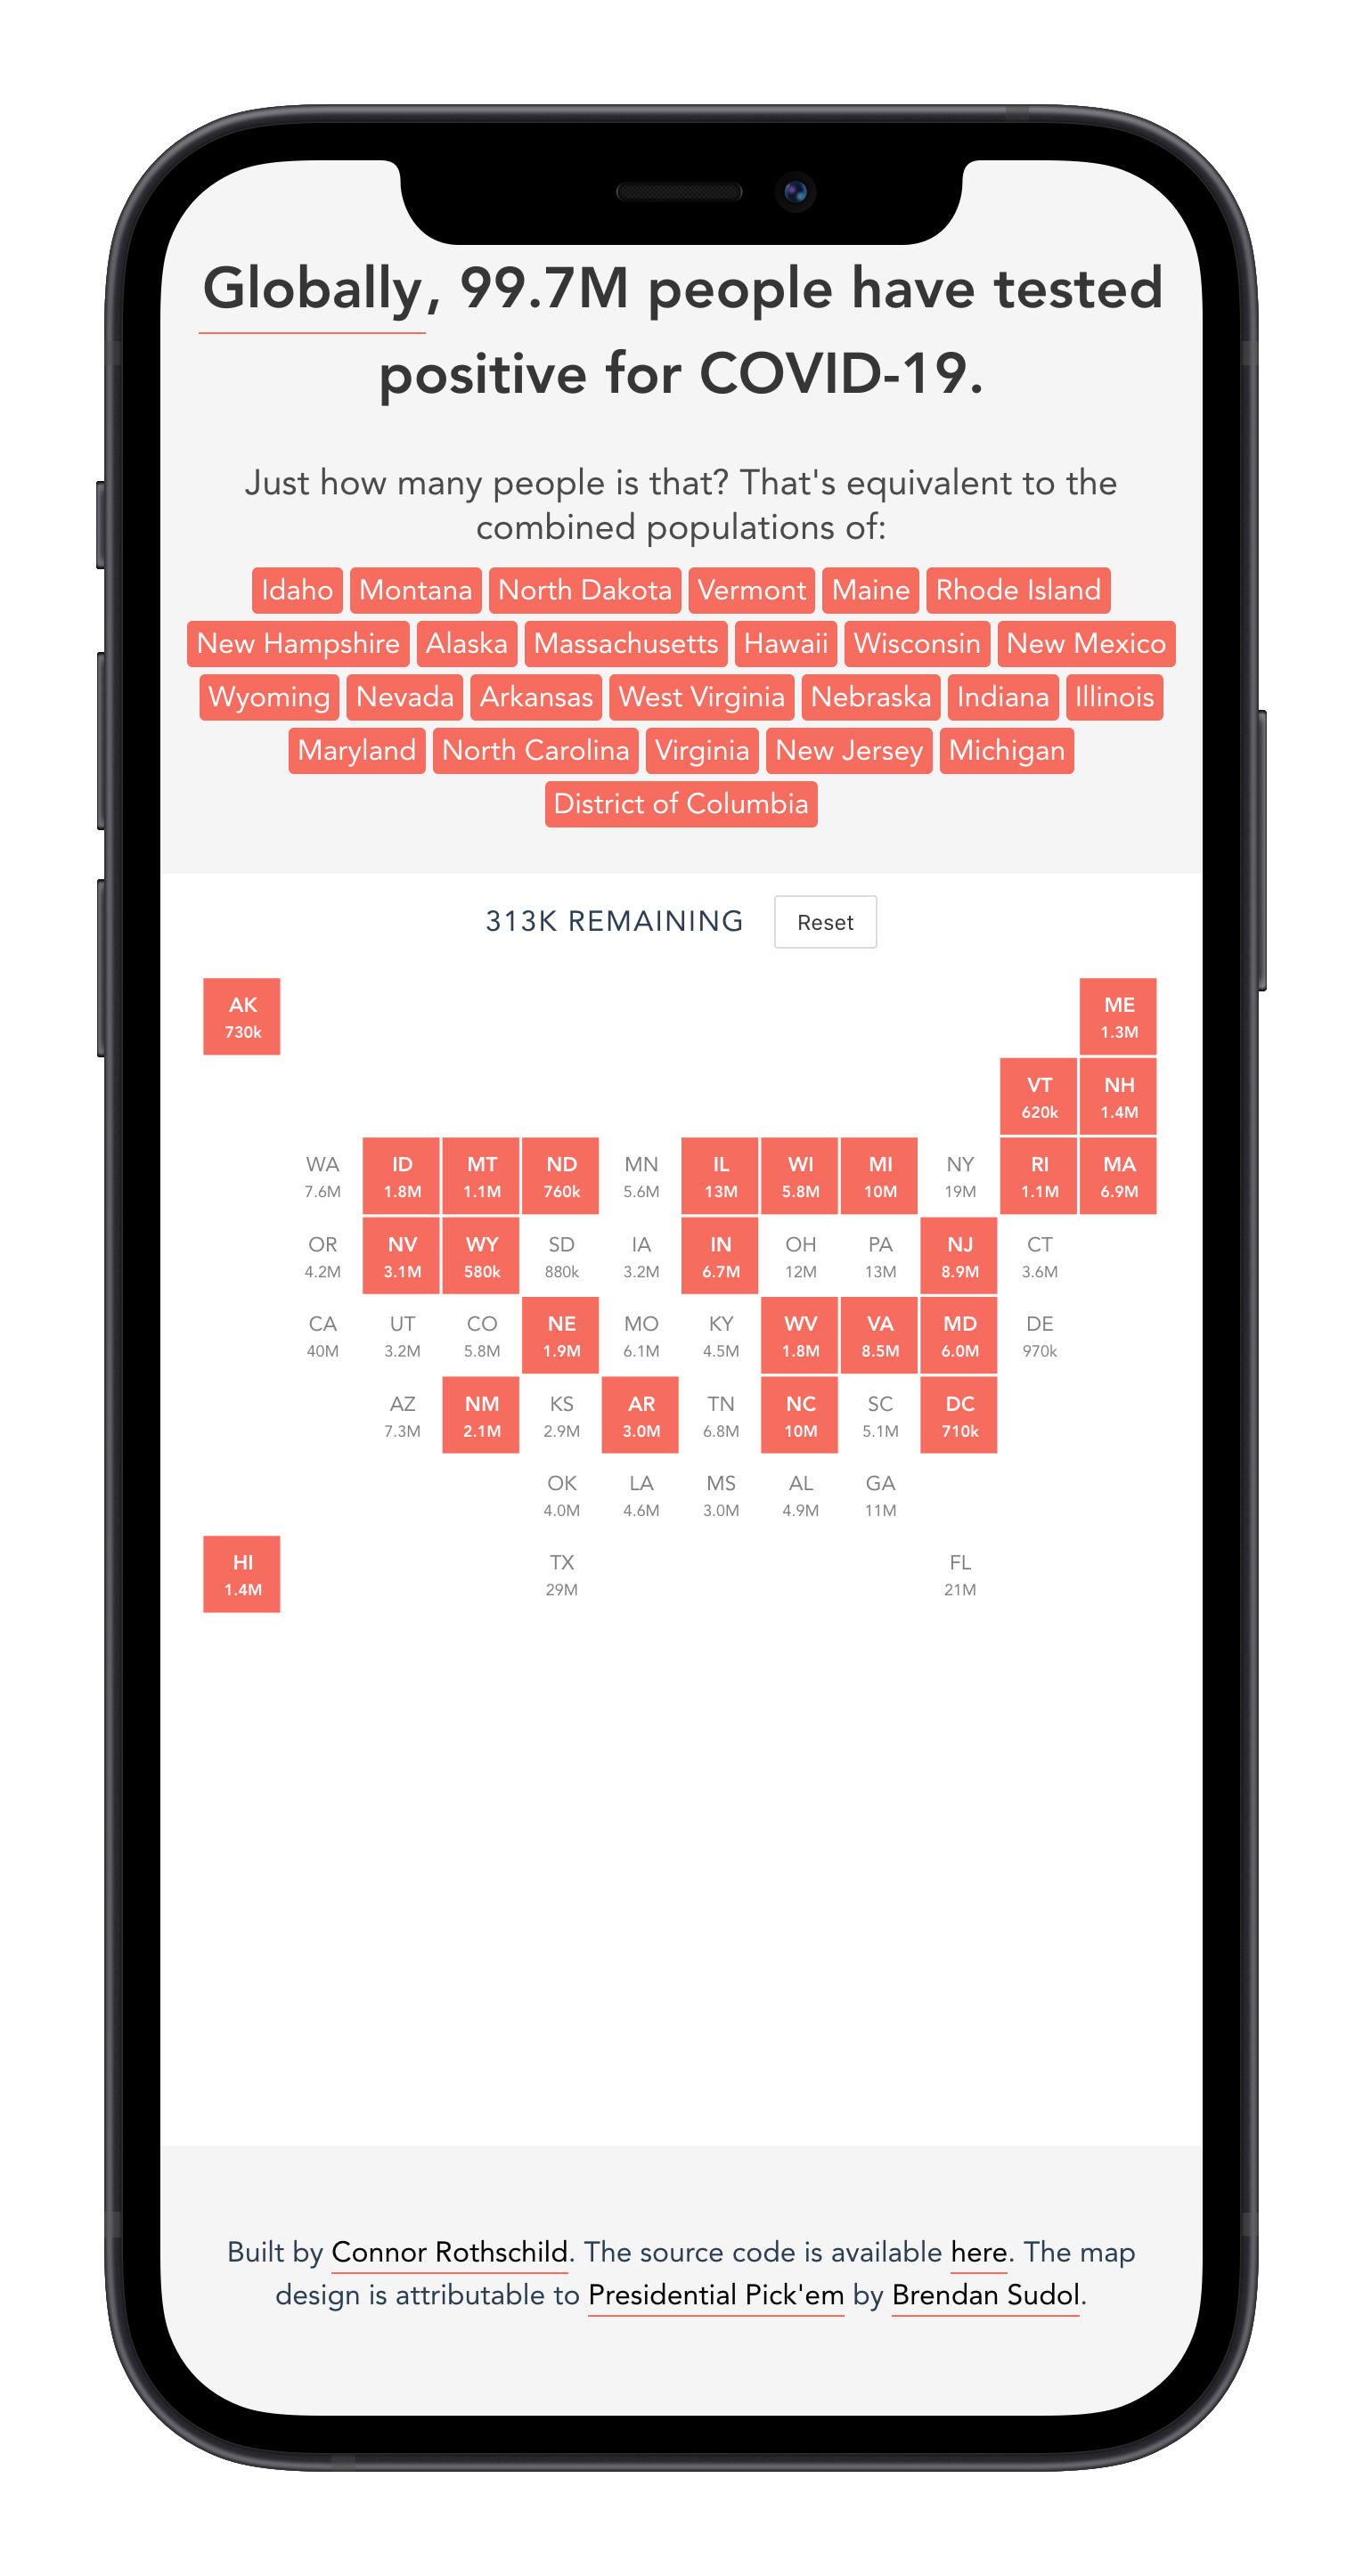 Globally, 99.7M people have tested
positive for COVID-19.
Just how many people is that? That's equivalent to the
combined populations of:
Idaho Montana North Dakota Vermont Maine Rhode Island
New Hampshire Alaska Massachusetts Hawaii Wisconsin New Mexico
Wyoming Nevada Arkansas West Virginia Nebraska Indiana Illinois
Maryland North Carolina Virginia New Jersey Michigan
District of Columbia
313K REMAINING Reset
AK ME
730k 1.3M
VT NH
620k 1.4M
WA ID MT ND MN IL WI MI NY RI MA
7.6M 1.8M 1.1M 760k 5.6M 13M 5.8M 10M 19M 1.1M 6.9M
OR NV WY SD IA IN OH PA NJ CT
4.2M 3.1M 580k 880k 3.2M 6.7M 12M 13M 8.9M 3.6M
CA UT CO NE MO KY WV VA MD DE
40M 3.2M 5.8M 1.9M 6.1M 4.5M 1.8M 8.5M 6.0M 970k
AZ NM KS AR TN NC SC DC
7.3M 2.1M 2.9M 3.0M 6.8M 10M 5.1M 710k
OK LA MS AL GA
4.0M 4.6M 3.0M 4.9M 11M
HI TX FL
1.4M 29M 21M
Built by Connor Rothschild. The source code is available here. The map
design is attributable to Presidential Pick'em by Brendan Sudol.